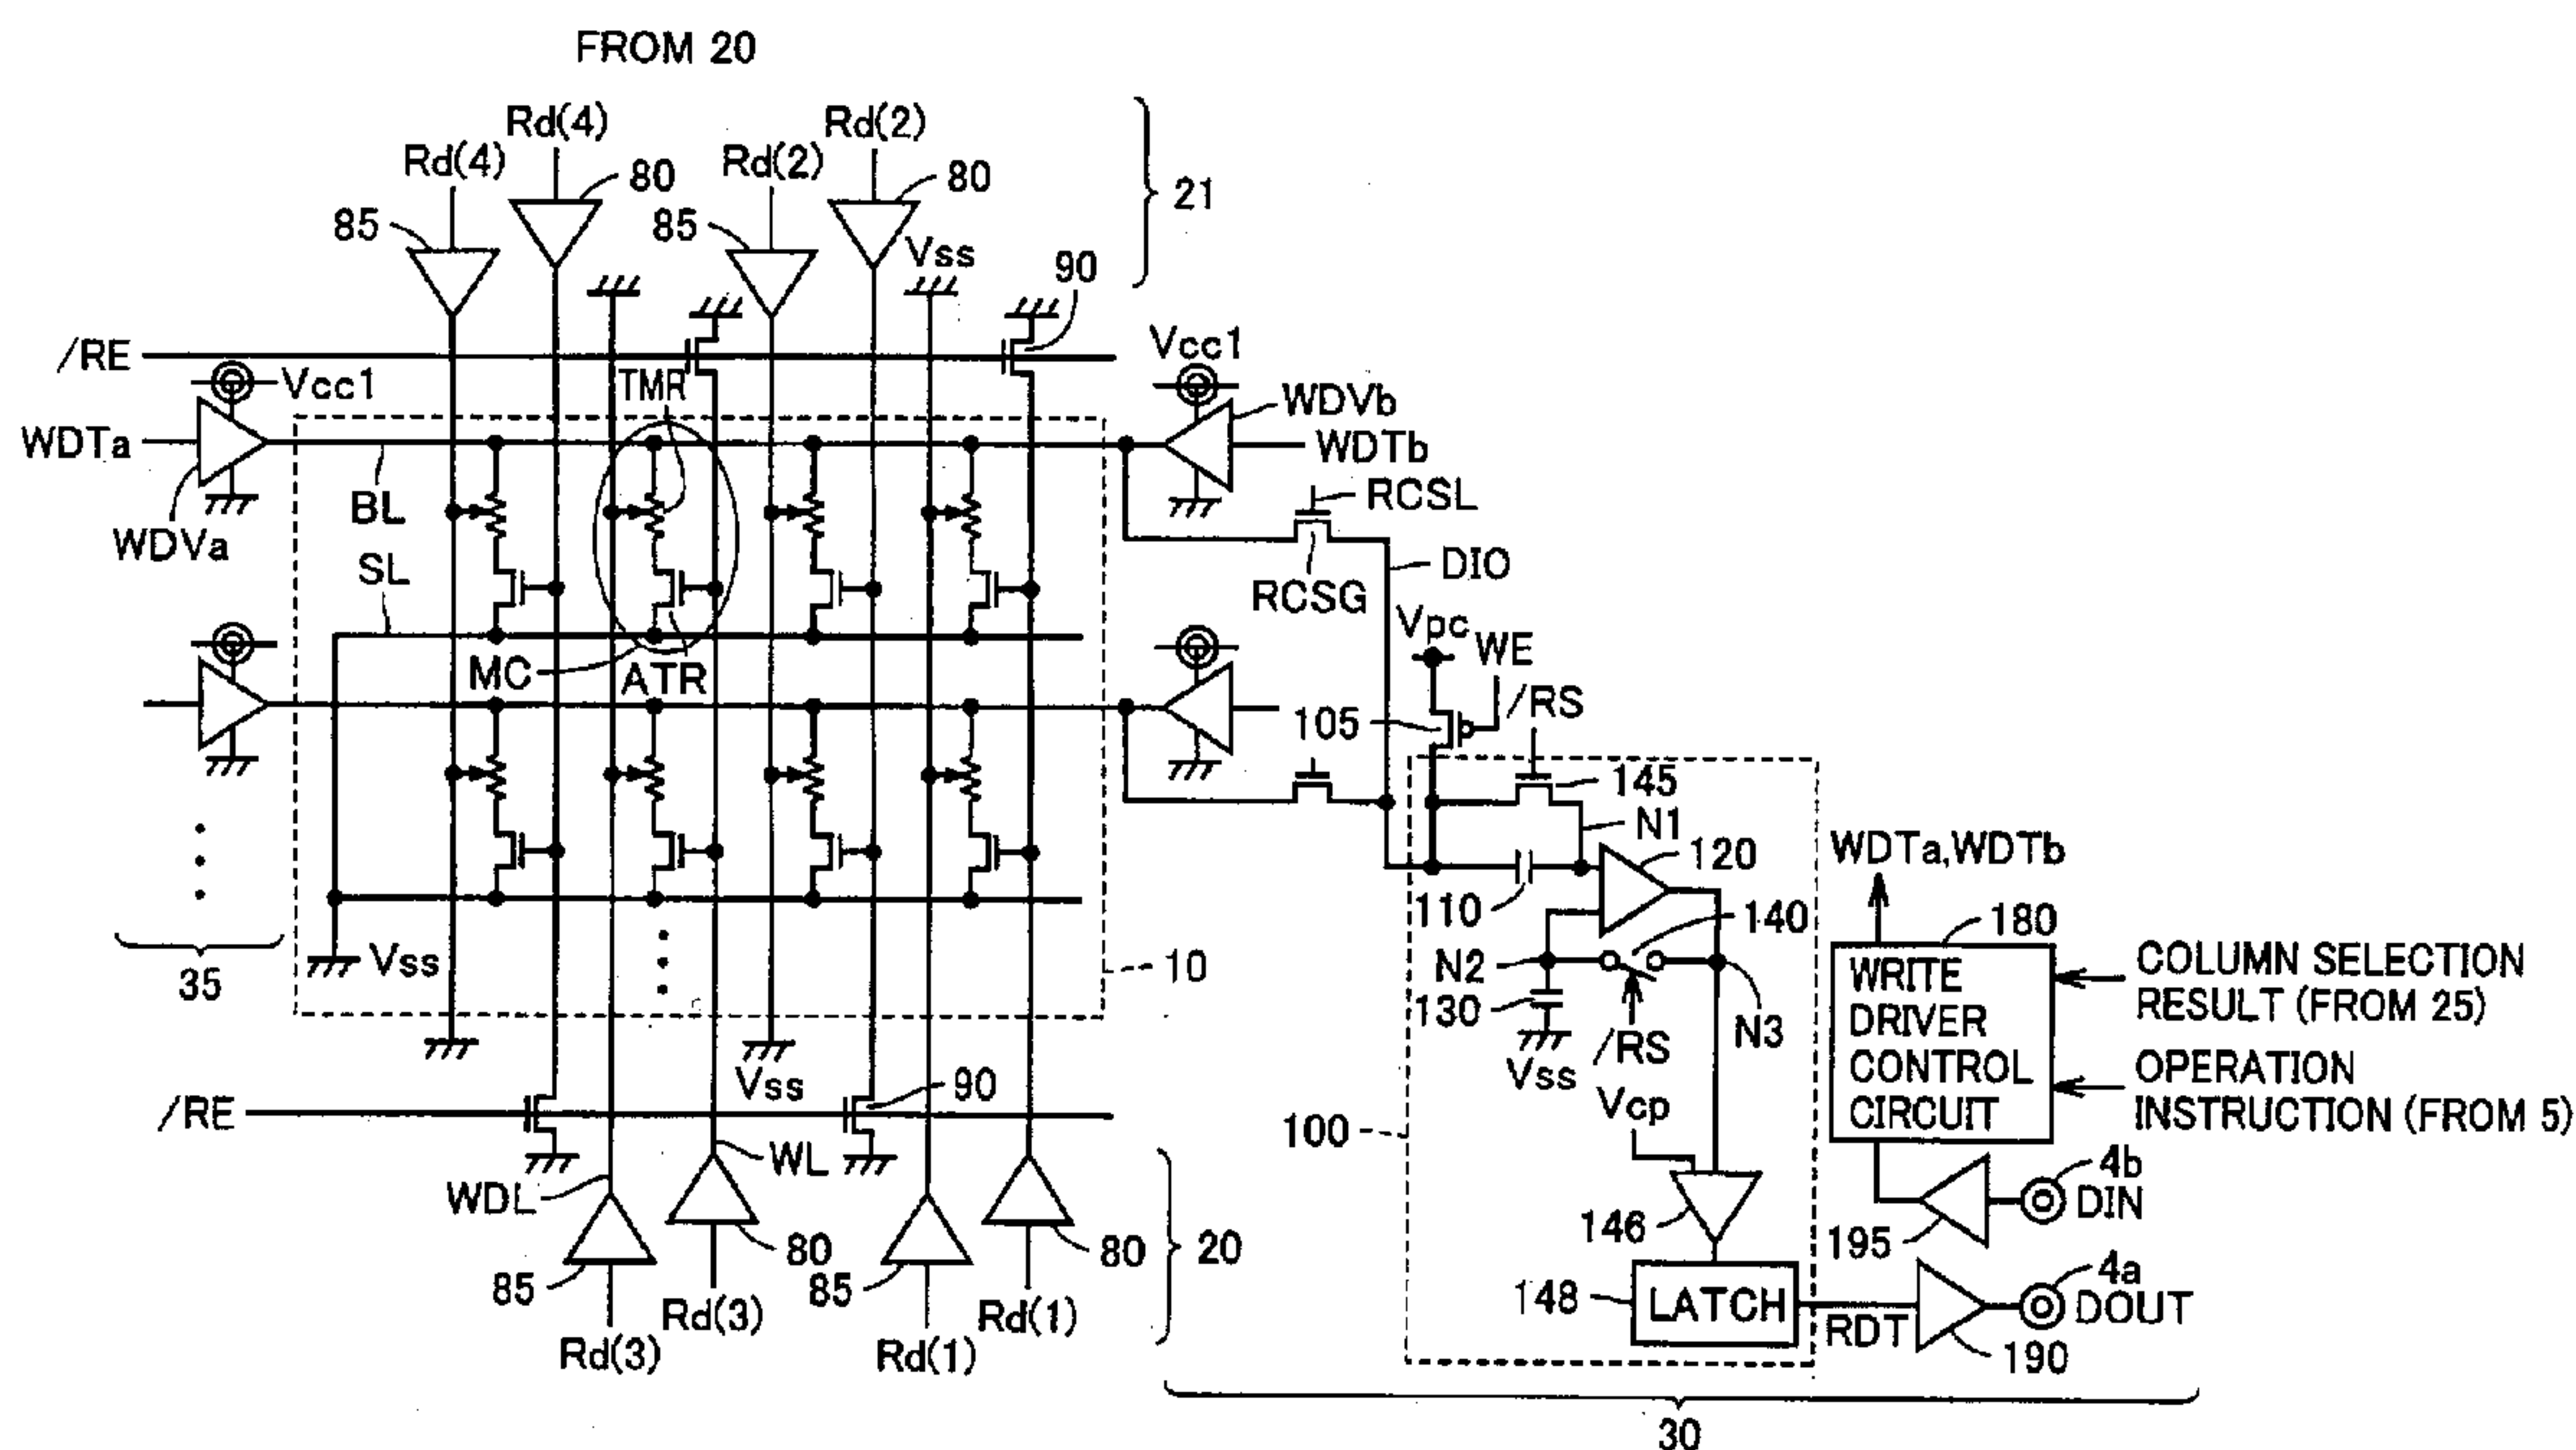 FROM 20
Rd(4)
Rd(2)
Rd(4)
80
Rd(2)
80
21
85
85
Vss
90
/RE
Vcc1
Vcc1
TMR
WDVb
WDTa
WDTb
RCSL
BL
WDVa
SL
DIO
RCSG
Vpc
WE
MC
ATR
/RS
105
145
N1
WDTa,WDTb
120
110
140
180
35
Vss
10
N2
WRITE
DRIVER
CONTROL
CIRCUIT
COLUMN SELECTION
RESULT (FROM 25)
130
/RS
N3
Vss
Vss
OPERATION
INSTRUCTION (FROM 5)
/RE
90
Vcp
100
WL
4b
WDL
DIN
146
195
80
80
20
85
85
4a
148
LATCH
DOUT
Rd(3)
Rd(1)
RDT
190
Rd(3)
Rd(1)
30